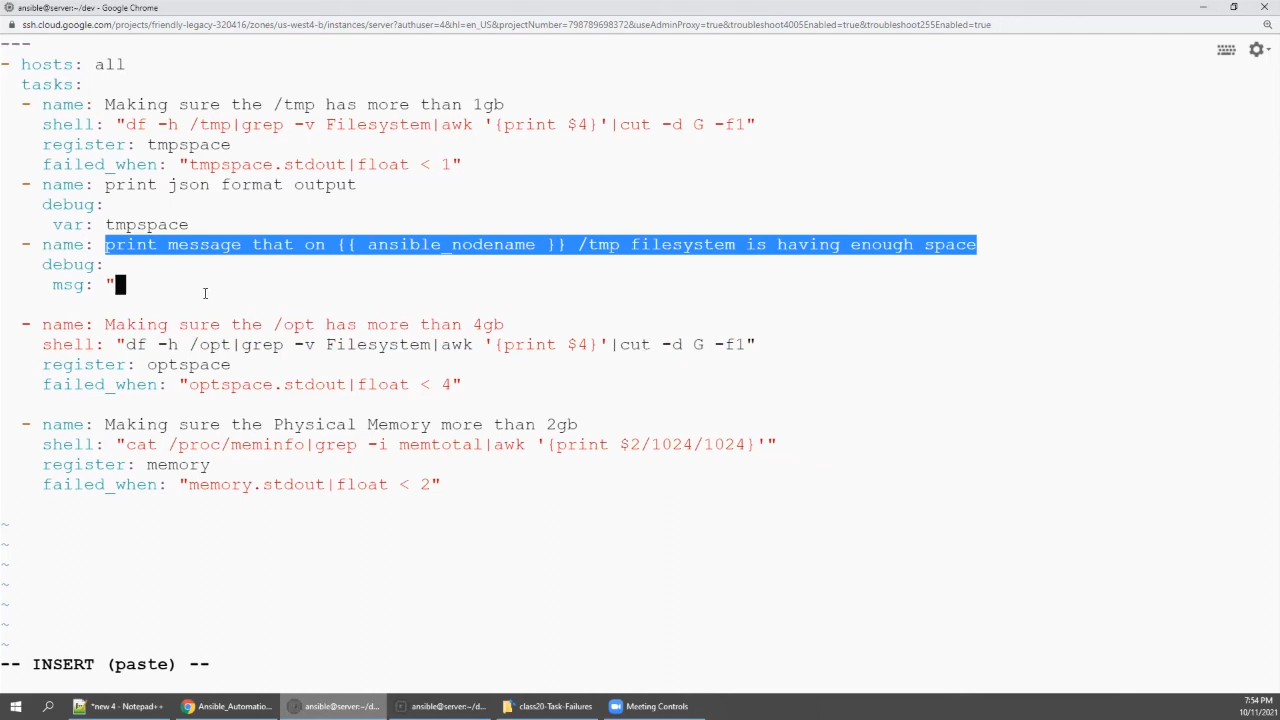 ansible@server:~/dev - Google Chrome
ssh.cloud.google.com/projects/friendly-legacy-320416/zones/us-west4-b/instances/server?authuser=4&hl=en_US&projectNumber=798789698372&useAdminProxy=true&troubleshoot4005Enabled=true&troubleshoot255Enabled=true
---
- hosts: all
  tasks:
  - name: Making sure the /tmp has more than 1gb
    shell: "df -h /tmp|grep -v Filesystem|awk '{print $4}'|cut -d G -f1"
    register: tmpspace
    failed_when: "tmpspace.stdout|float < 1"
  - name: print json format output
    debug:
     var: tmpspace
  - name: print message that on {{ ansible_nodename }} /tmp filesystem is having enough space
    debug:
     msg: "
  - name: Making sure the /opt has more than 4gb
    shell: "df -h /opt|grep -v Filesystem|awk '{print $4}'|cut -d G -f1"
    register: optspace
    failed_when: "optspace.stdout|float < 4"
  - name: Making sure the Physical Memory more than 2gb
    shell: "cat /proc/meminfo|grep -i memtotal|awk '{print $2/1024/1024}'"
    register: memory
    failed_when: "memory.stdout|float < 2"
~
~
~
~
~
~
~
-- INSERT (paste) --
*new 4 - Notepad++ Ansible_Automatio... ansible@server:~/d... ansible@server:~/d... class20-Task-Failures Meeting Controls 7:54 PM
10/11/2021